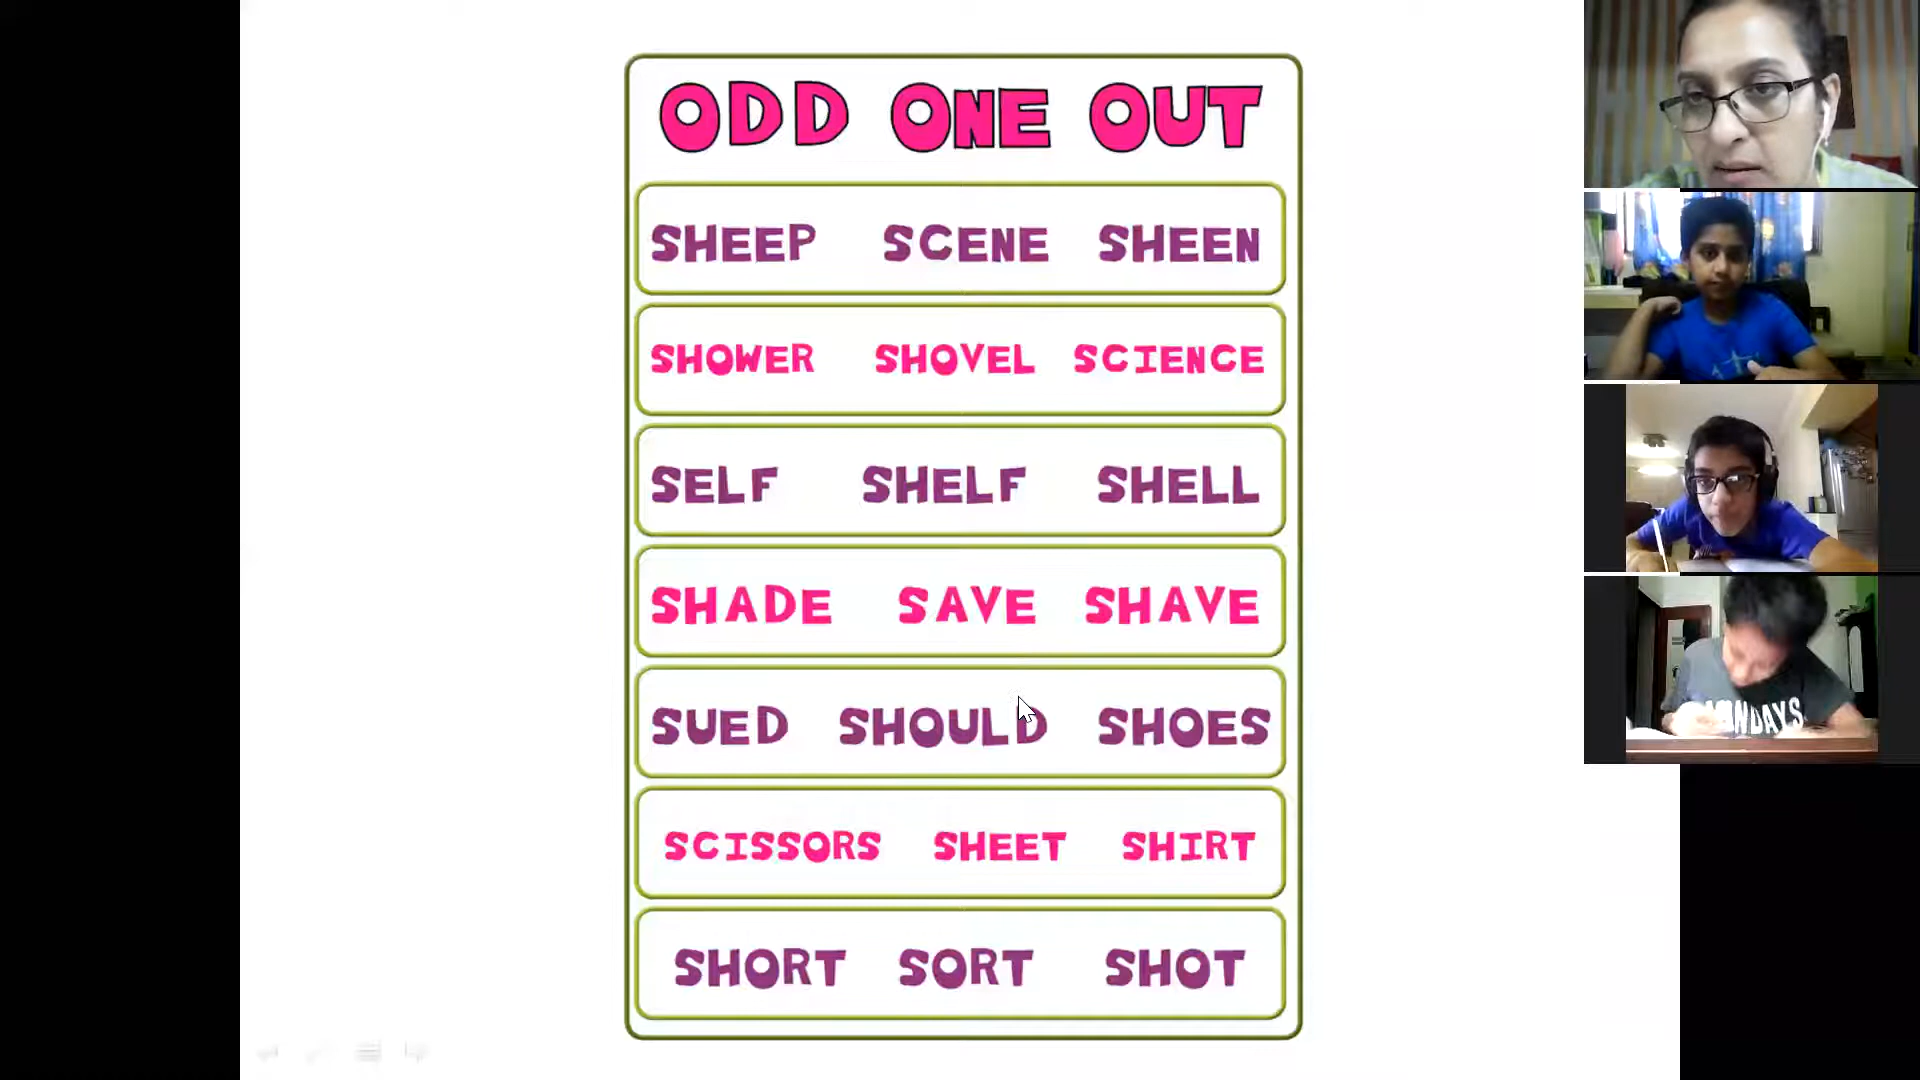 ODD ONE OUT
SHEEP SCENE SHEEN
SHOWER SHOVEL SCIENCE
SELF SHELF SHELL
SHADE SAVE SHAVE
SUED SHOULD SHOES
SCISSORS SHEET SHIRT
SHORT SORT SHOT